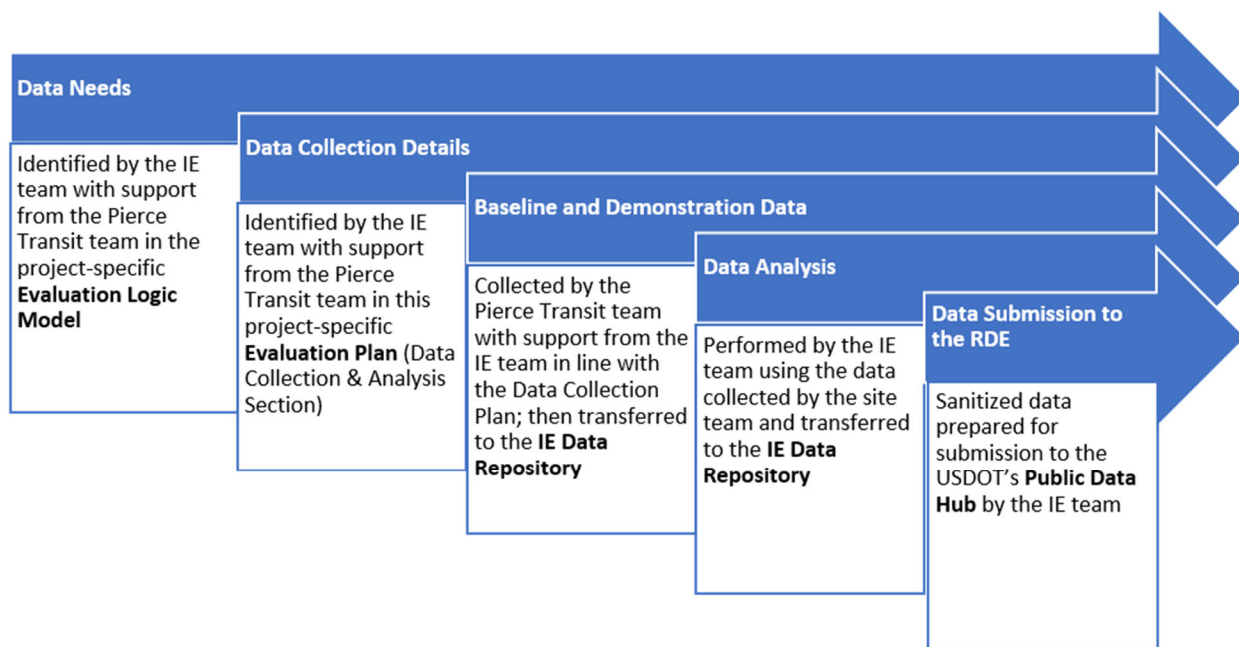 Data Needs
Identified by the IE
team with support
from the Pierce
Transit team in the
project-specific
Evaluation Logic
Model
Data Collection Details
Identified by the IE
team with support
from the Pierce
Transit team in this
project-specific
Evaluation Plan (Data
Collection & Analysis
Section)
Baseline and Demonstration Data
Collected by the
Pierce Transit team
with support from the
IE team in line with
the Data Collection
Plan; then transferred
to the IE Data
Repository
Data Analysis
Performed by the IE
team using the data
collected by the site
team and transferred
to the IE Data
Repository
Data Submission to
the RDE
Sanitized data
prepared for
submission to the
USDOT’s Public Data
Hub by the IE team